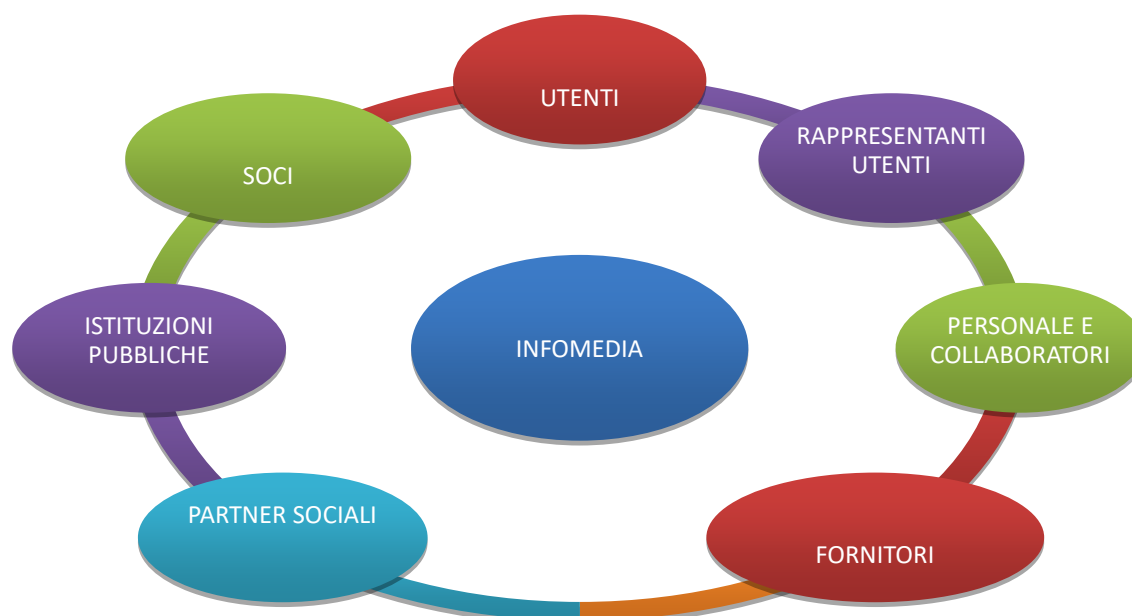 UTENTI
RAPPRESENTANTI
UTENTI
SOCI
ISTITUZIONI
PUBBLICHE
INFOMEDIA
PERSONALE E
COLLABORATORI
PARTNER SOCIALI
FORNITORI